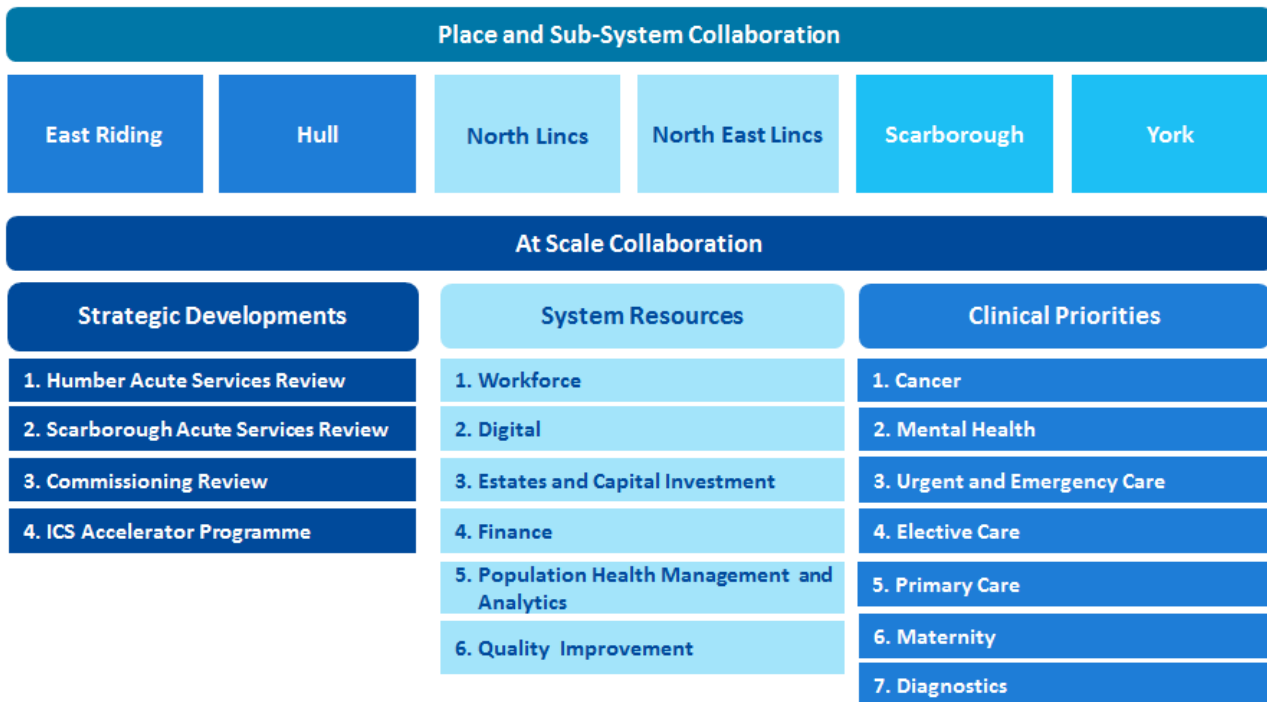 Place and Sub-System Collaboration
East Riding
Hull
North Lincs
North East Lincs
Scarborough
York
At Scale Collaboration
Strategic Developments
1. Humber Acute Services Review
2. Scarborough Acute Services Review
3. Commissioning Review
4. ICS Accelerator Programme
System Resources
1. Workforce
2. Digital
3. Estates and Capital Investment
4. Finance
5. Population Health Management and
Analytics
6. Quality Improvement
Clinical Priorities
1. Cancer
2. Mental Health
3. Urgent and Emergency Care
4. Elective Care
5. Primary Care
6. Maternity
7. Diagnostics